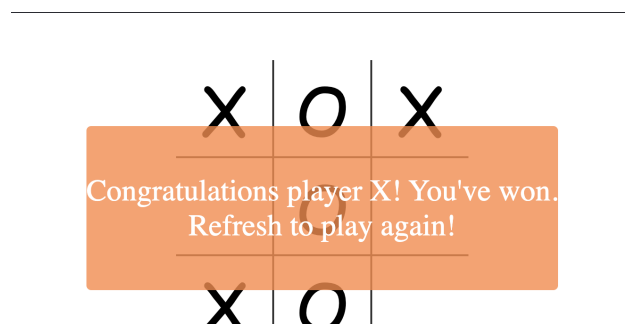 X O X
Congratulations player X! You've won.
O
Refresh to play again!
X O